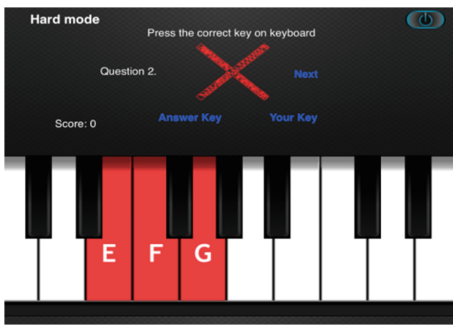 Hard mode
Press the correct key on keyboard
Question 2.
Next
Score: 0
Answer Key
Your Key
E F G